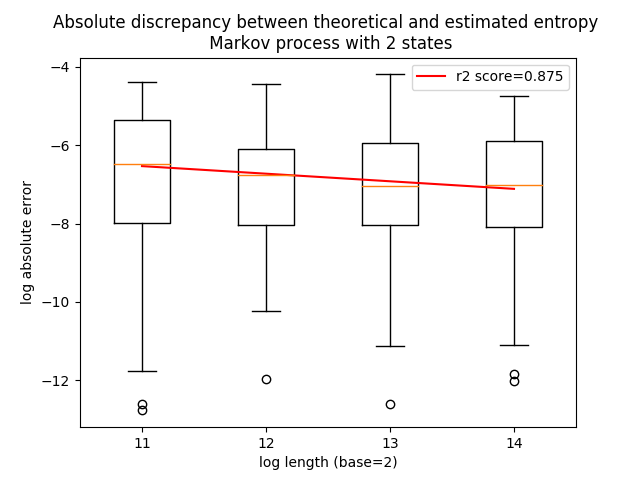 Absolute discrepancy between theoretical and estimated entropy
Markov process with 2 states
r2 score=0.875
−4
−6
−8
−10
−12
log absolute error
11 12 13 14
log length (base=2)